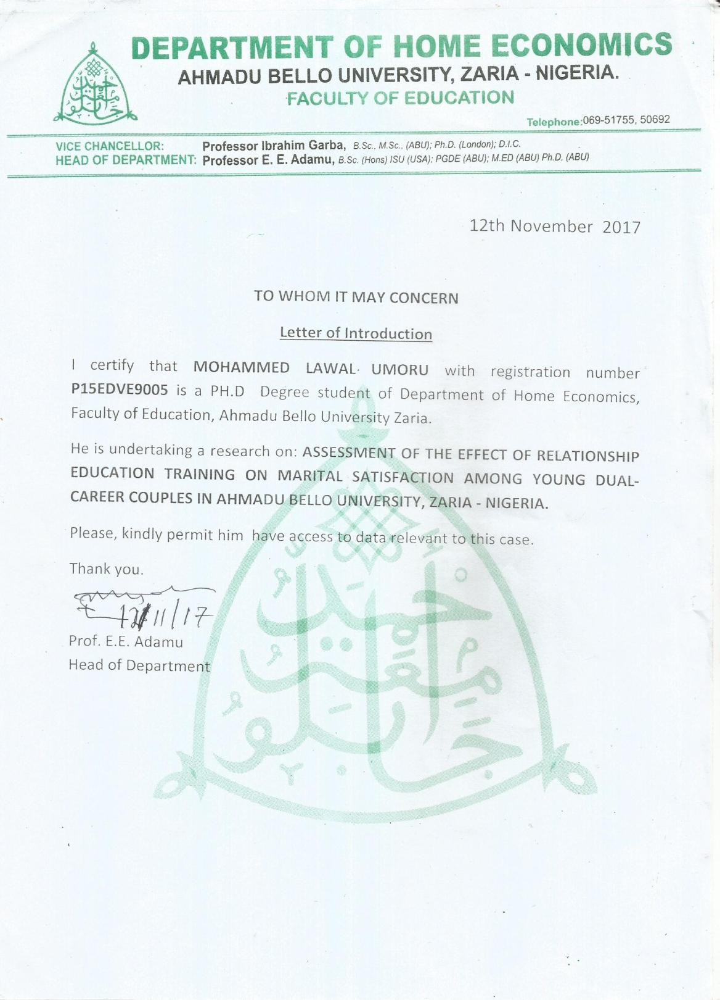 DEPARTMENT OF HOME ECONOMICS
AHMADU BELLO UNIVERSITY, ZARIA - NIGERIA.
FACULTY OF EDUCATION
Telephone:069-51755, 50692
VICE CHANCELLOR: Professor Ibrahim Garba, B.Sc., M.Sc., (ABU); Ph.D. (London); D.I.C.
HEAD OF DEPARTMENT: Professor E. E. Adamu, B.Sc. (Hons) ISU (USA); PGDE (ABU); M.ED (ABU) Ph.D. (ABU)
12th November 2017
TO WHOM IT MAY CONCERN
Letter of Introduction
I certify that MOHAMMED LAWAL UMORU with registration number
P15EDVE9005 is a PH.D Degree student of Department of Home Economics,
Faculty of Education, Ahmadu Bello University Zaria.
He is undertaking a research on: ASSESSMENT OF THE EFFECT OF RELATIONSHIP
EDUCATION TRAINING ON MARITAL SATISFACTION AMONG YOUNG DUAL-
CAREER COUPLES IN AHMADU BELLO UNIVERSITY, ZARIA - NIGERIA.
Please, kindly permit him have access to data relevant to this case.
Thank you.
12/11/17
Prof. E.E. Adamu
Head of Department